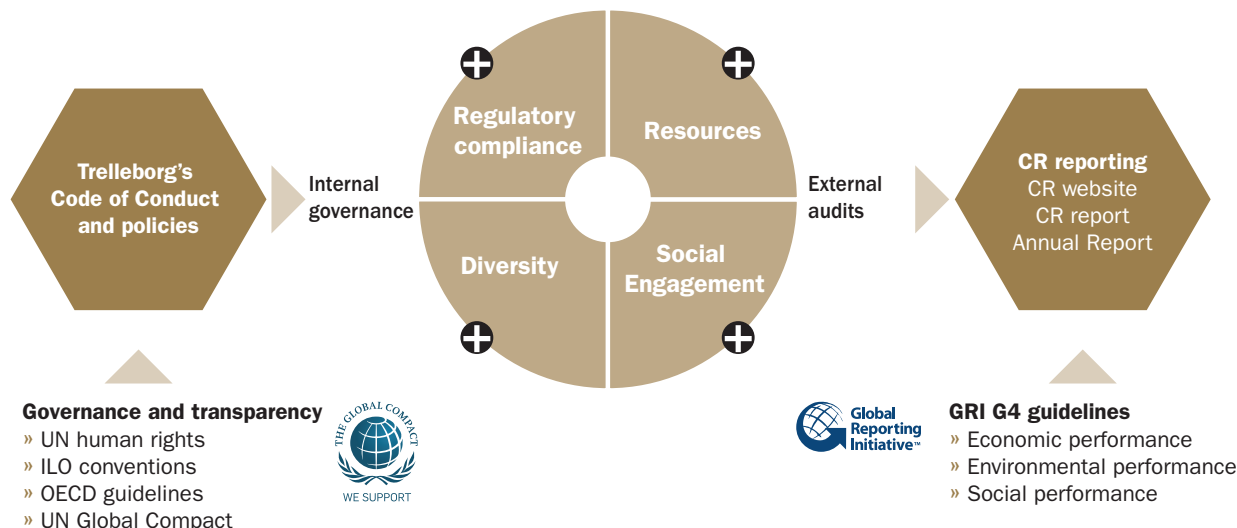 Trelleborg’s
Code of Conduct
and policies
Internal
governance
Regulatory
compliance
Resources
Diversity
Social
Engagement
External
audits
CR reporting
CR website
CR report
Annual Report
Governance and transparency
» UN human rights
» ILO conventions
» OECD guidelines
» UN Global Compact
THE GLOBAL COMPACT
WE SUPPORT
Global
Reporting
Initiative™
GRI G4 guidelines
» Economic performance
» Environmental performance
» Social performance